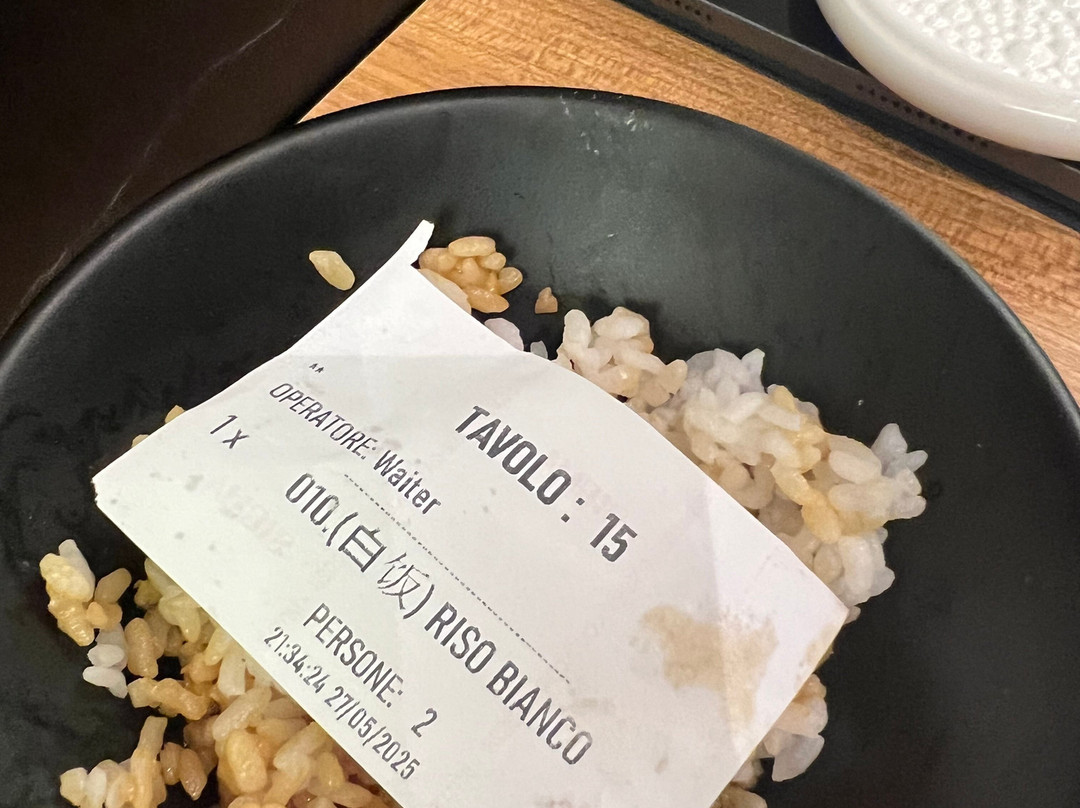 TAVOLO : 15
^^
OPERATORE: Waiter
1 x
010.(白饭) RISO BIANCO
PERSONE: 2
21:34:24 27/05/2025